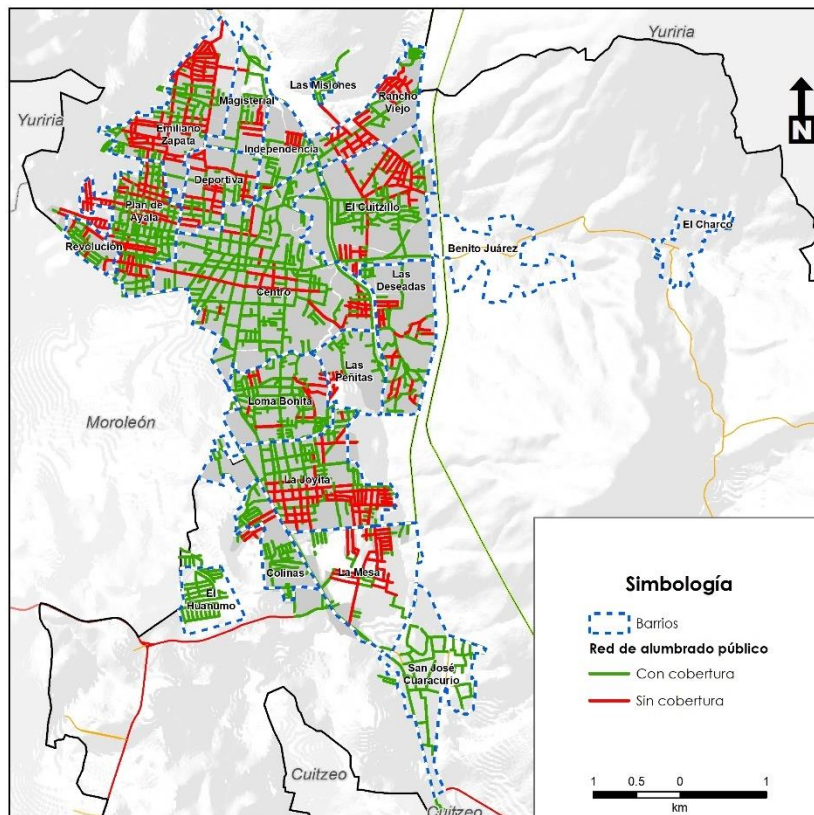 Yuriria
Yuriria
Las Misiones
Rancho
Viejo
Magisterial
Emiliano
Zapata
Independencia
N
Yuriria
Deportiva
Plan de
Ayala
El Cuitzillo
El Charco
Revolución
Benito Juárez
Las
Deseadas
Centro
Las
Peñitas
Loma Bonita
Moroleón
La Joyita
Colinas
La Mesa
El
Huanumo
San José
Cuaracurio
Cuitzeo
Cuitzeo
Simbología
Barrios
Red de alumbrado público
Con cobertura
Sin cobertura
1 0.5 0 1
km